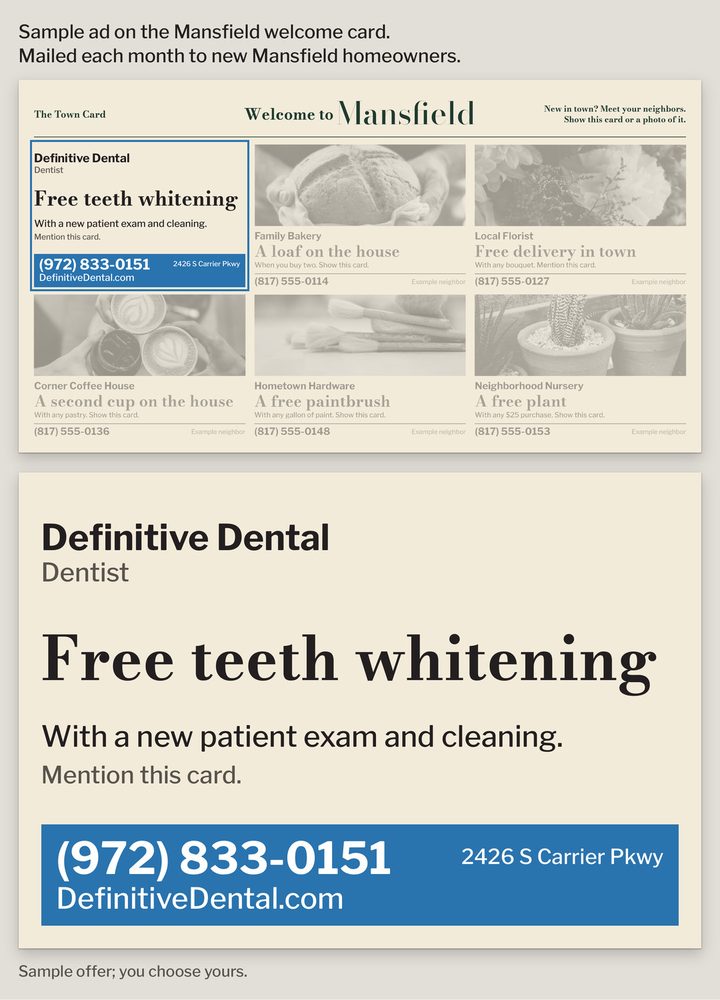 Sample ad on the Mansfield welcome card.
Mailed each month to new Mansfield homeowners.
The Town Card
Welcome to Mansfield
New in town? Meet your neighbors.
Show this card or a photo of it.
Definitive Dental
Dentist
Free teeth whitening
With a new patient exam and cleaning.
Mention this card.
(972) 833-0151
2426 S Carrier Pkwy
DefinitiveDental.com
Family Bakery
A loaf on the house
When you buy two. Show this card.
(817) 555-0114
Example neighbor
Local Florist
Free delivery in town
With any bouquet. Mention this card.
(817) 555-0127
Example neighbor
Corner Coffee House
A second cup on the house
With any pastry. Show this card.
(817) 555-0136
Example neighbor
Hometown Hardware
A free paintbrush
With any gallon of paint. Show this card.
(817) 555-0148
Example neighbor
Neighborhood Nursery
A free plant
With any $25 purchase. Show this card.
(817) 555-0153
Example neighbor
Definitive Dental
Dentist
Free teeth whitening
With a new patient exam and cleaning.
Mention this card.
(972) 833-0151
2426 S Carrier Pkwy
DefinitiveDental.com
Sample offer; you choose yours.